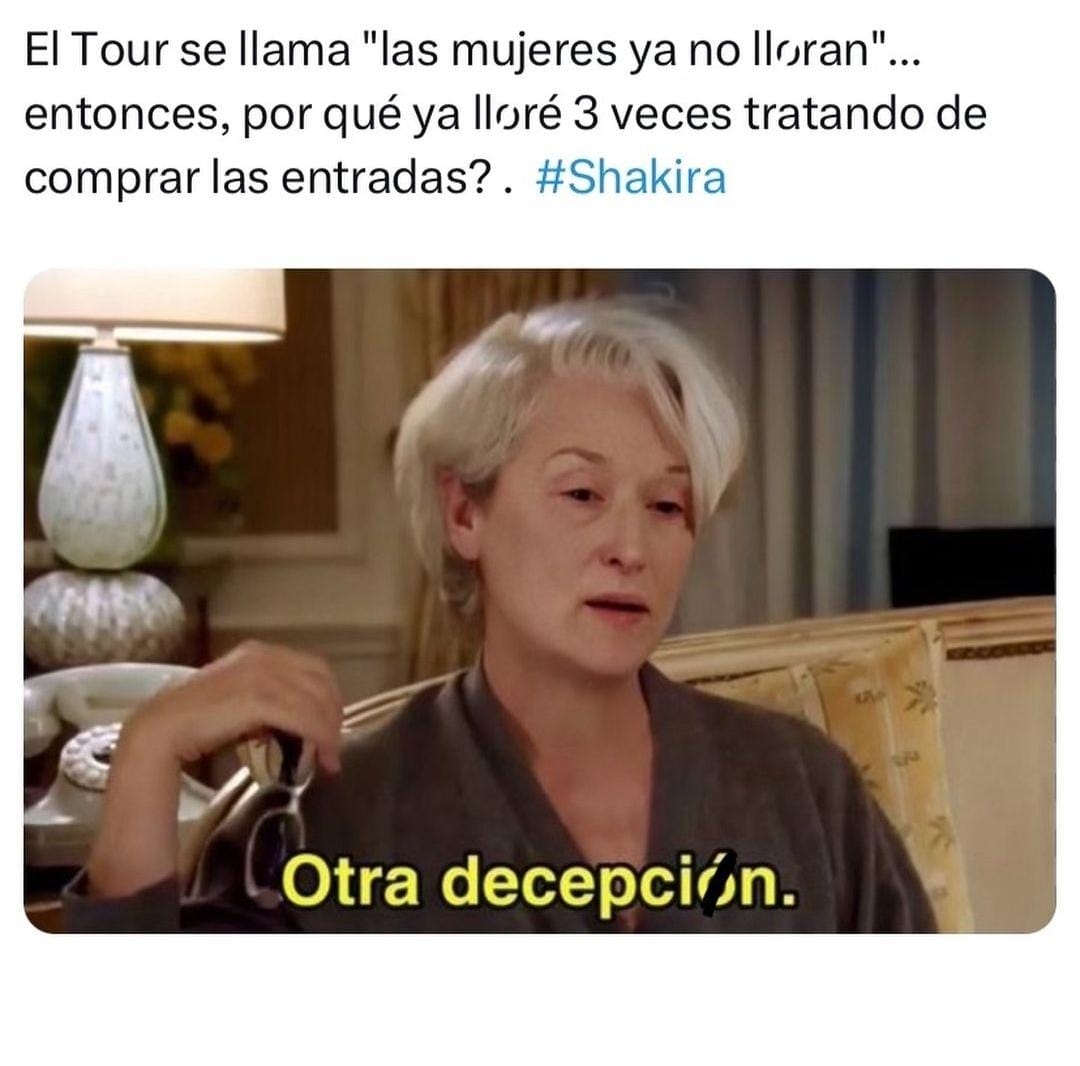 El Tour se llama "las mujeres ya no lloran"...
entonces, por qué ya lloré 3 veces tratando de
comprar las entradas? . #Shakira
Otra decepción.